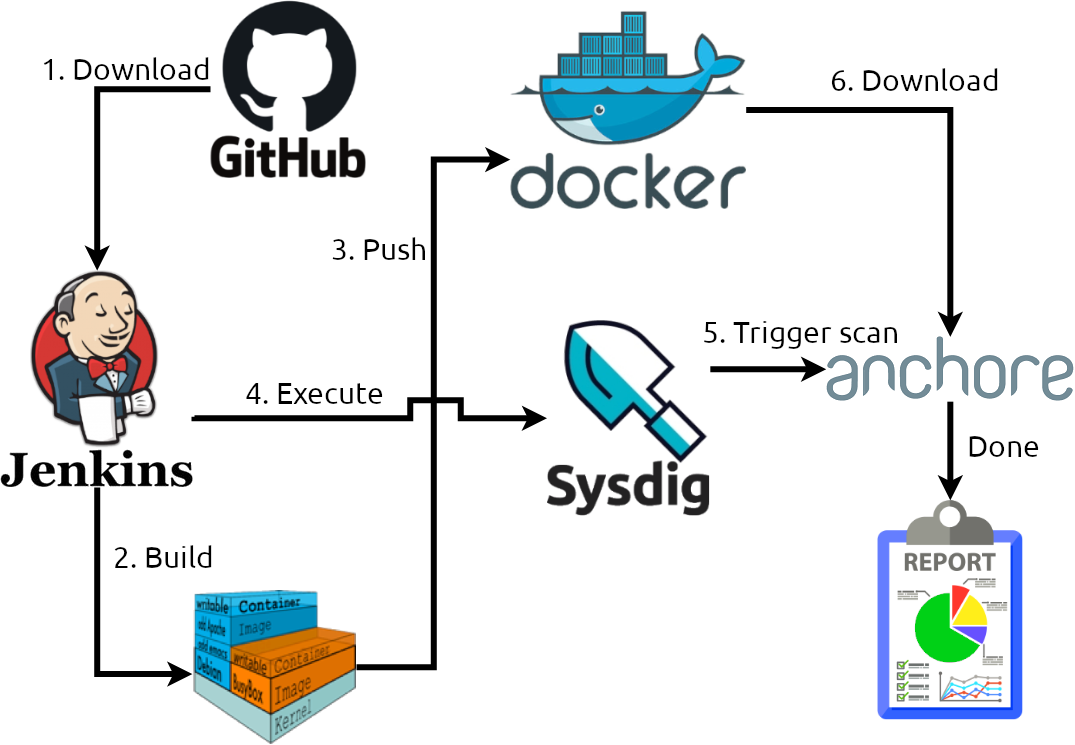 1. Download
GitHub
docker
6. Download
3. Push
5. Trigger scan
anchore
4. Execute
Jenkins
Sysdig
Done
2. Build
REPORT
writable
Container
add Apache
Image
add emacs
Debian
writable
Container
BusyBox
Image
Kernel